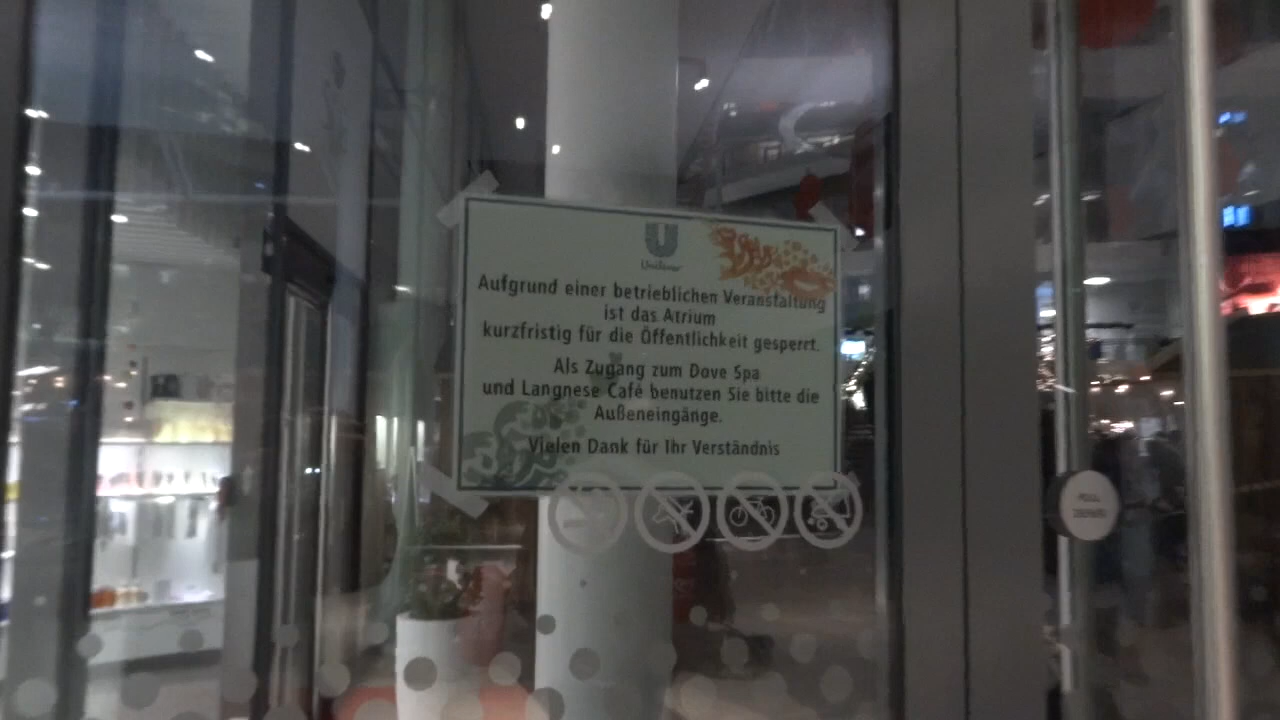 Unilever
Aufgrund einer betrieblichen Veranstaltung
ist das Atrium
kurzfristig für die Öffentlichkeit gesperrt.
Als Zugang zum Dove Spa
und Langnese Café benutzen Sie bitte die
Außeneingänge.
Vielen Dank für Ihr Verständnis